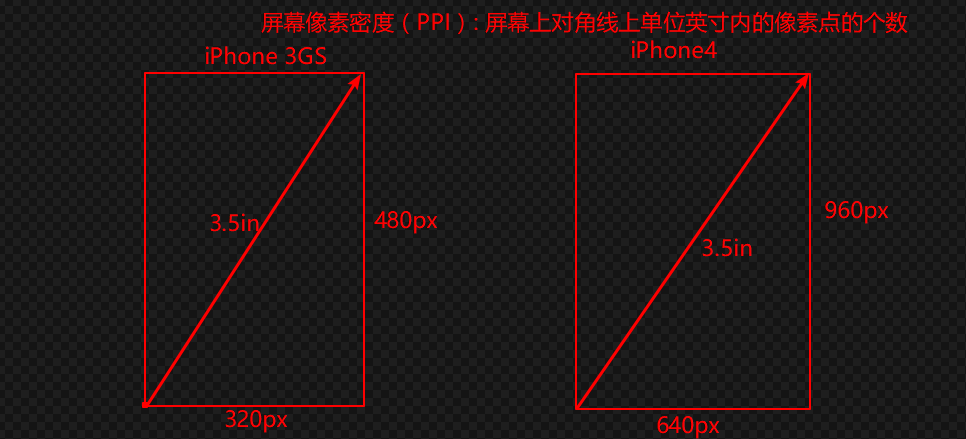 屏幕像素密度（PPI）：屏幕上对角线上单位英寸内的像素点的个数
iPhone 3GS
3.5in
480px
320px
iPhone4
3.5in
960px
640px